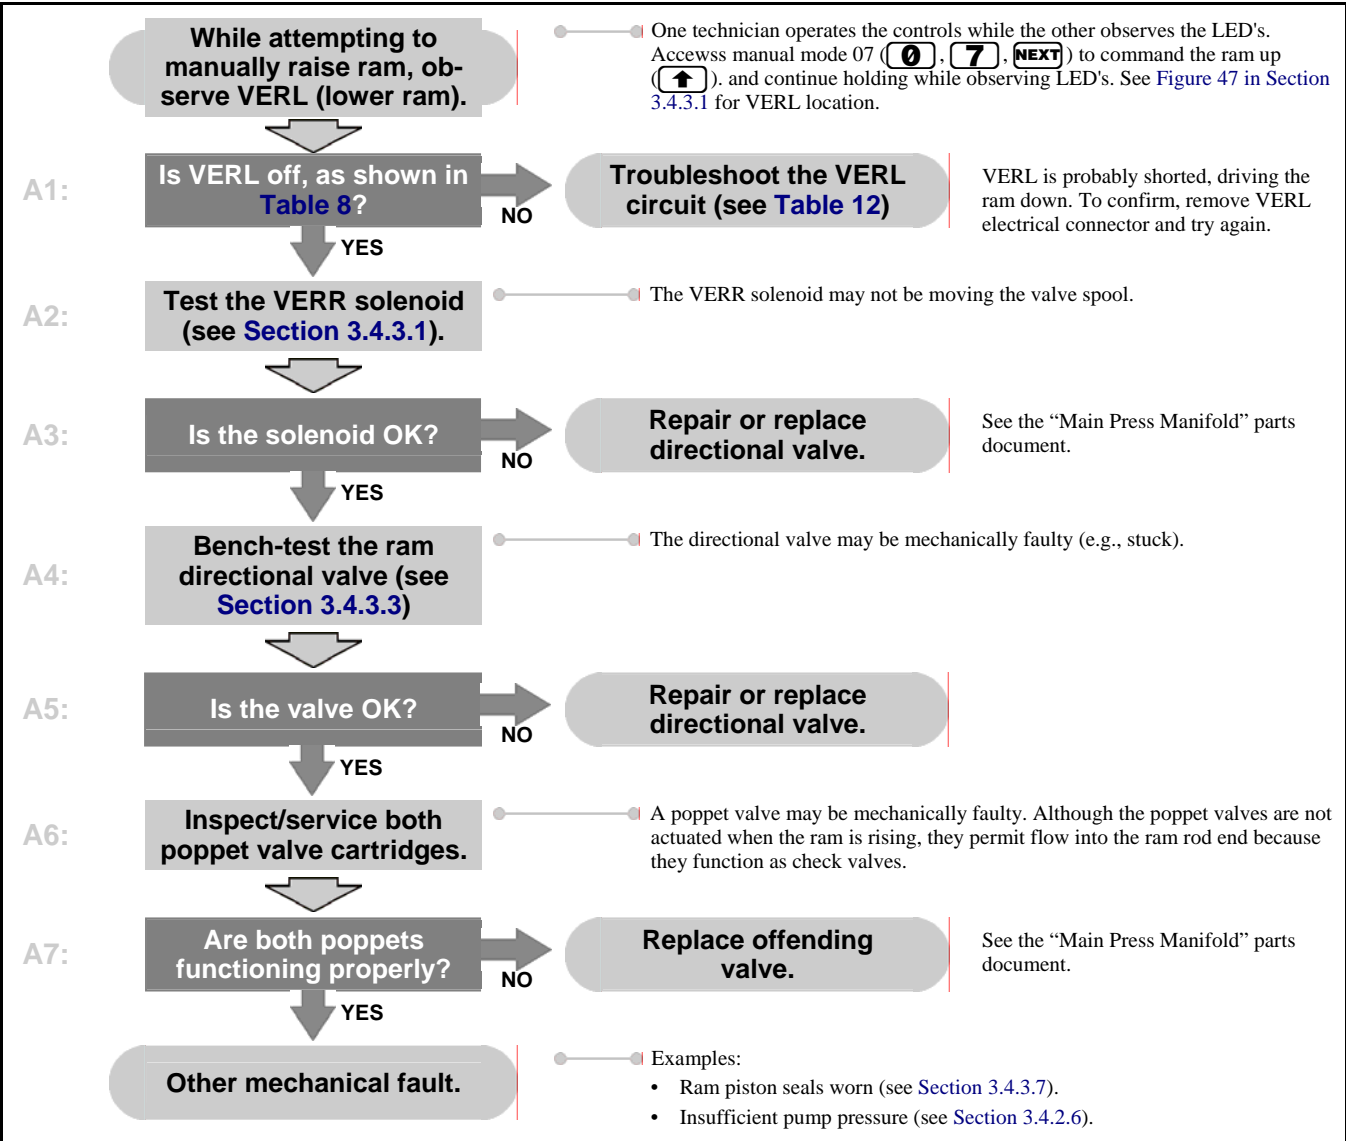 While attempting to
manually raise ram, ob-
serve VERL (lower ram).
One technician operates the controls while the other observes the LED's.
Accewss manual mode 07 (0, 7, NEXT) to command the ram up
(↑). and continue holding while observing LED's. See Figure 47 in Section
3.4.3.1 for VERL location.
A1:
Is VERL off, as shown in
Table 8?
NO
YES
Troubleshoot the VERL
circuit (see Table 12)
VERL is probably shorted, driving the
ram down. To confirm, remove VERL
electrical connector and try again.
A2:
Test the VERR solenoid
(see Section 3.4.3.1).
The VERR solenoid may not be moving the valve spool.
A3:
Is the solenoid OK?
NO
YES
Repair or replace
directional valve.
See the “Main Press Manifold” parts
document.
A4:
Bench-test the ram
directional valve (see
Section 3.4.3.3)
The directional valve may be mechanically faulty (e.g., stuck).
A5:
Is the valve OK?
NO
YES
Repair or replace
directional valve.
A6:
Inspect/service both
poppet valve cartridges.
A poppet valve may be mechanically faulty. Although the poppet valves are not
actuated when the ram is rising, they permit flow into the ram rod end because
they function as check valves.
A7:
Are both poppets
functioning properly?
NO
YES
Replace offending
valve.
See the “Main Press Manifold” parts
document.
Other mechanical fault.
Examples:
• Ram piston seals worn (see Section 3.4.3.7).
• Insufficient pump pressure (see Section 3.4.2.6).